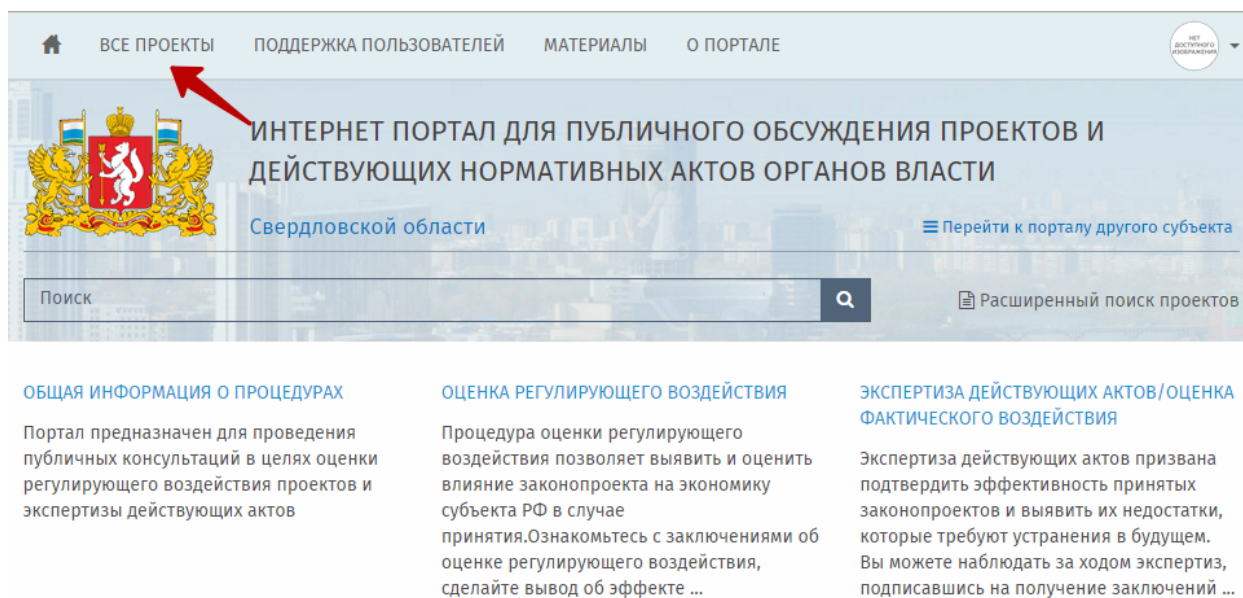 ВСЕ ПРОЕКТЫ ПОДДЕРЖКА ПОЛЬЗОВАТЕЛЕЙ МАТЕРИАЛЫ О ПОРТАЛЕ
НЕТ
ДОСТУПНОГО
ИЗОБРАЖЕНИЯ
ИНТЕРНЕТ ПОРТАЛ ДЛЯ ПУБЛИЧНОГО ОБСУЖДЕНИЯ ПРОЕКТОВ И
ДЕЙСТВУЮЩИХ НОРМАТИВНЫХ АКТОВ ОРГАНОВ ВЛАСТИ
Свердловской области
Перейти к порталу другого субъекта
Поиск
Расширенный поиск проектов
ОБЩАЯ ИНФОРМАЦИЯ О ПРОЦЕДУРАХ
Портал предназначен для проведения
публичных консультаций в целях оценки
регулирующего воздействия проектов и
экспертизы действующих актов
ОЦЕНКА РЕГУЛИРУЮЩЕГО ВОЗДЕЙСТВИЯ
Процедура оценки регулирующего
воздействия позволяет выявить и оценить
влияние законопроекта на экономику
субъекта РФ в случае
принятия.Ознакомьтесь с заключениями об
оценке регулирующего воздействия,
сделайте вывод об эффекте ...
ЭКСПЕРТИЗА ДЕЙСТВУЮЩИХ АКТОВ/ОЦЕНКА
ФАКТИЧЕСКОГО ВОЗДЕЙСТВИЯ
Экспертиза действующих актов призвана
подтвердить эффективность принятых
законопроектов и выявить их недостатки,
которые требуют устранения в будущем.
Вы можете наблюдать за ходом экспертиз,
подписавшись на получение заключений ...